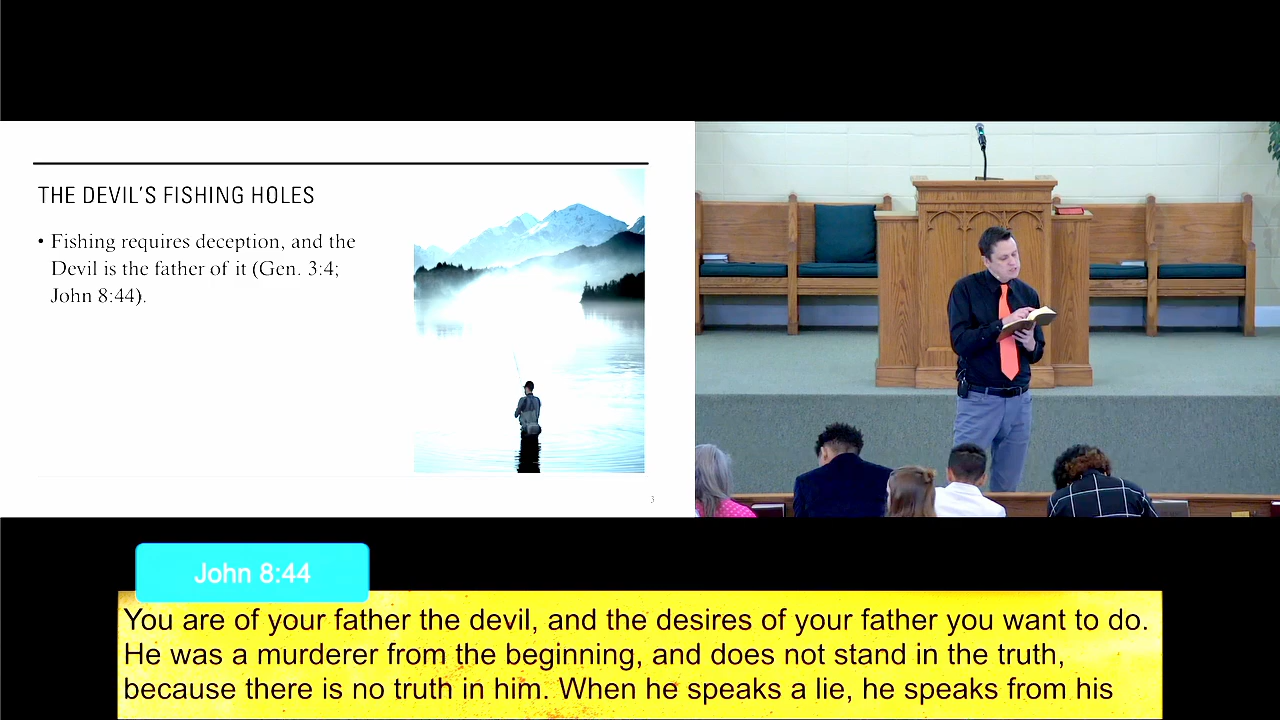 THE DEVIL'S FISHING HOLES
• Fishing requires deception, and the
Devil is the father of it (Gen. 3:4;
John 8:44).
3
John 8:44
You are of your father the devil, and the desires of your father you want to do.
He was a murderer from the beginning, and does not stand in the truth,
because there is no truth in him. When he speaks a lie, he speaks from his